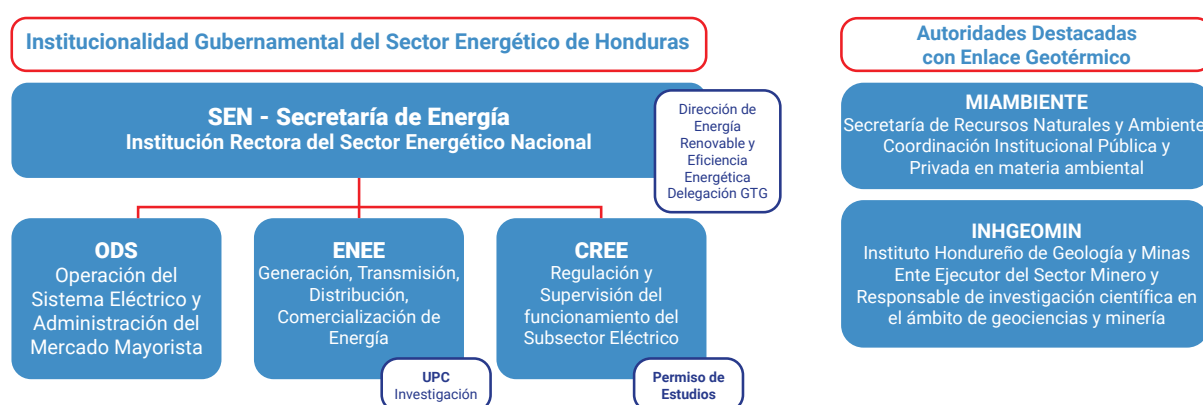 Institucionalidad Gubernamental del Sector Energético de Honduras
SEN - Secretaría de Energía
Institución Rectora del Sector Energético Nacional
Dirección de
Energía
Renovable y
Eficiencia
Energética
Delegación GTG
ODS
Operación del
Sistema Eléctrico y
Administración del
Mercado Mayorista
ENEE
Generación, Transmisión,
Distribución,
Comercialización de
Energía
UPC
Investigación
CREE
Regulación y
Supervisión del
funcionamiento del
Subsector Eléctrico
Permiso de
Estudios
Autoridades Destacadas
con Enlace Geotérmico
MIAMBIENTE
Secretaría de Recursos Naturales y Ambiente
Coordinación Institucional Pública y
Privada en materia ambiental
INHGEOMIN
Instituto Hondureño de Geología y Minas
Ente Ejecutor del Sector Minero y
Responsable de investigación científica en
el ámbito de geociencias y minería